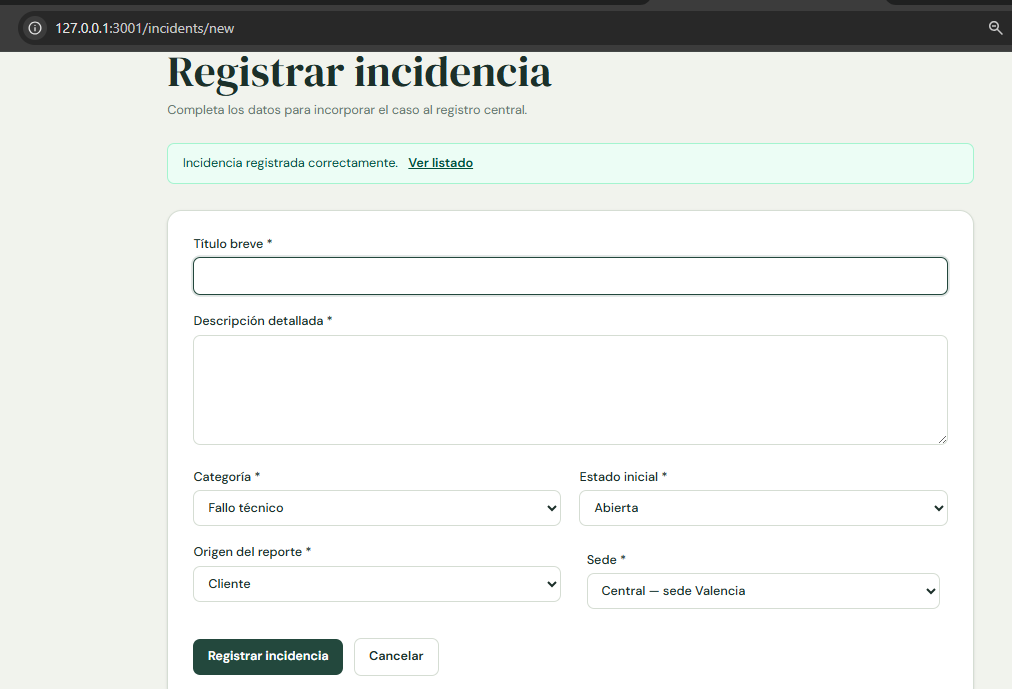 127.0.0.1:3001/incidents/new
Registrar incidencia
Completa los datos para incorporar el caso al registro central.
Incidencia registrada correctamente. Ver listado
Título breve *
Descripción detallada *
Categoría * Estado inicial *
Fallo técnico Abierta
Origen del reporte * Sede *
Cliente Central — sede Valencia
Registrar incidencia Cancelar